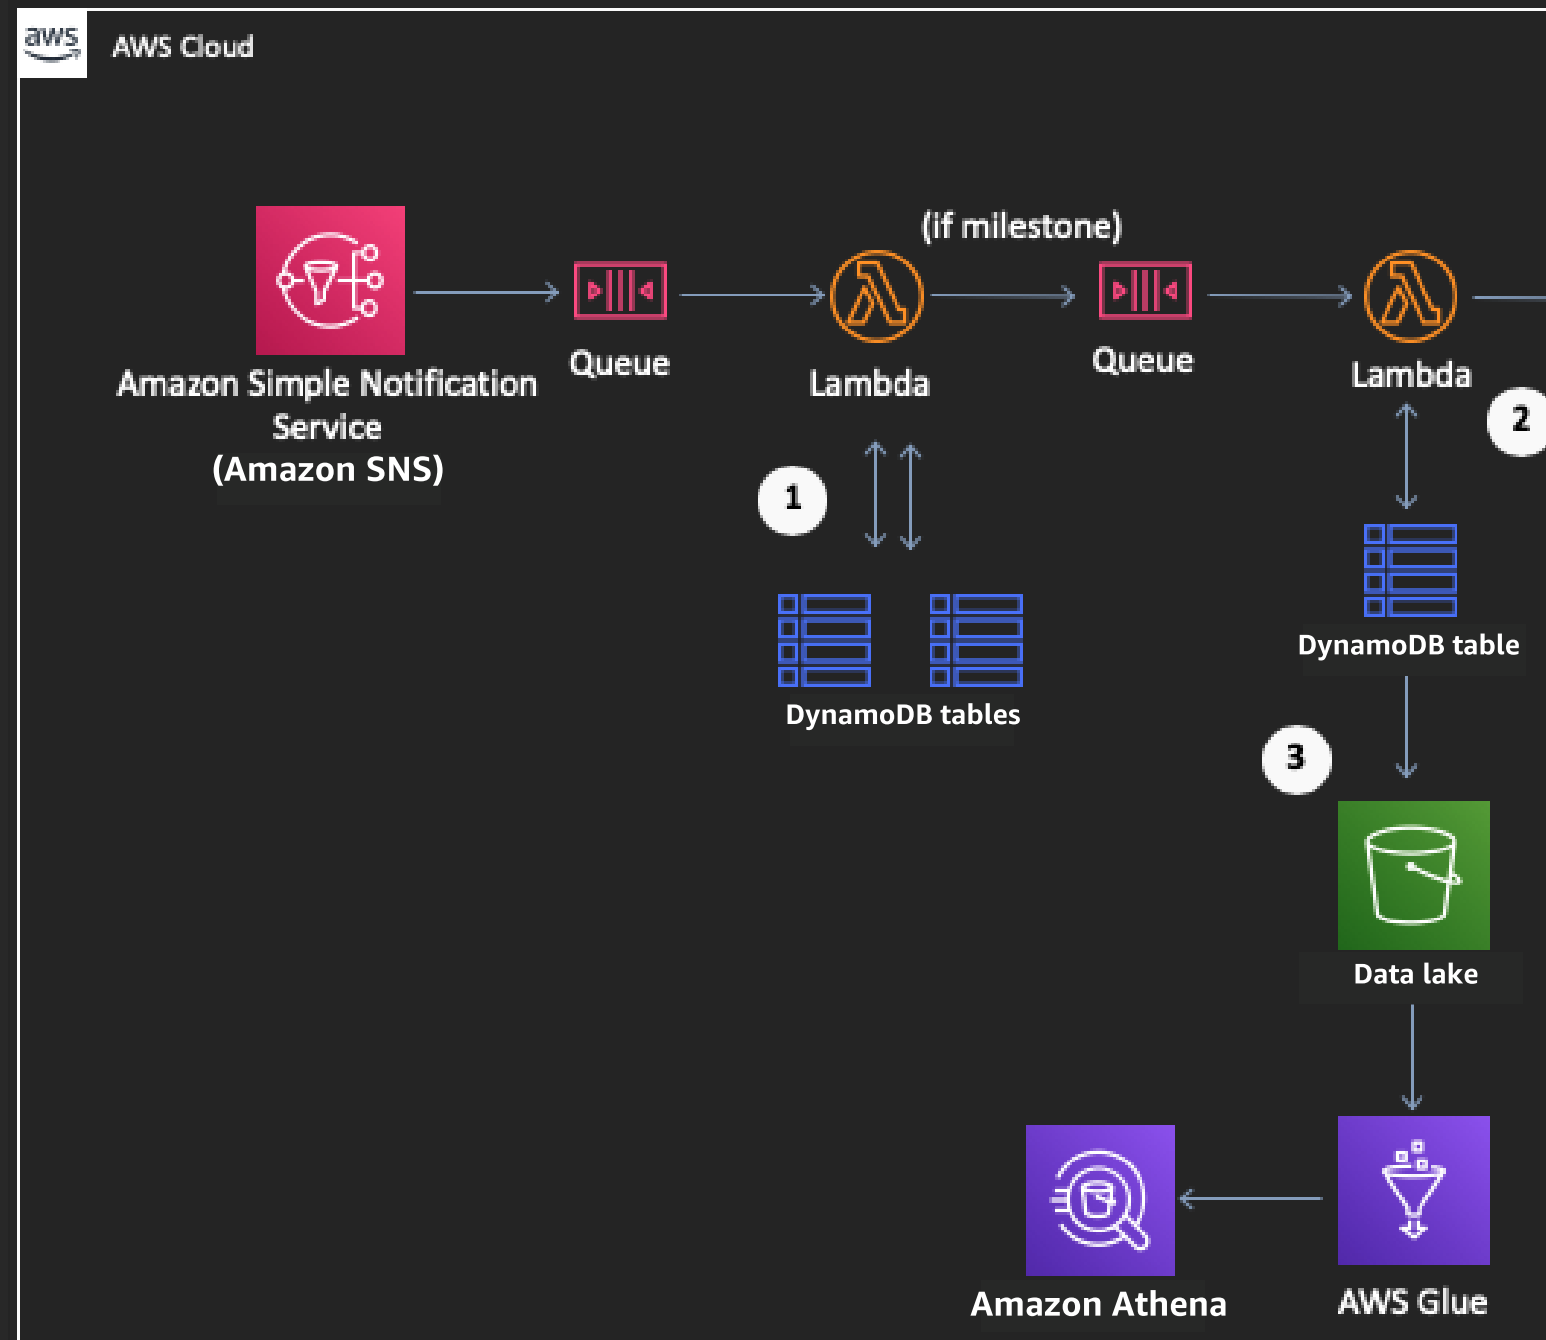 aws
AWS Cloud
(if milestone)
Amazon Simple Notification
Service
(Amazon SNS)
Queue
Lambda
Queue
Lambda
1
2
DynamoDB tables
DynamoDB table
3
Data lake
Amazon Athena
AWS Glue